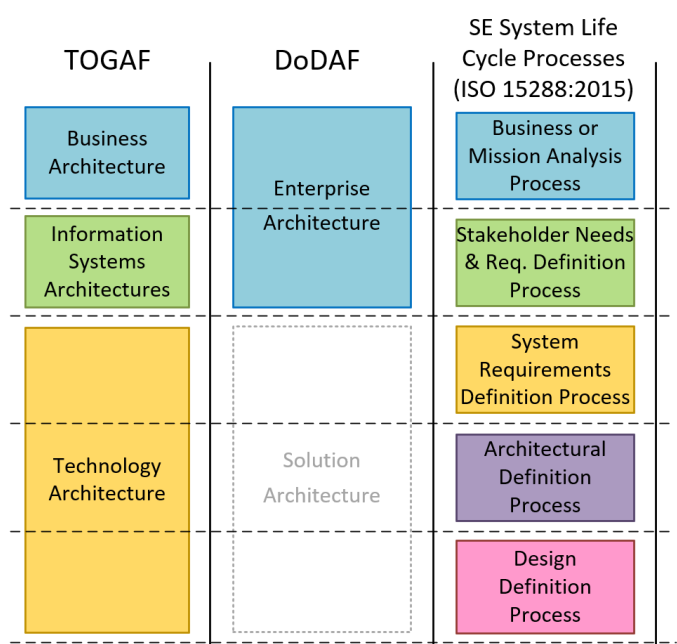 TOGAF
DoDAF
SE System Life
Cycle Processes
(ISO 15288:2015)
Business
Architecture
Enterprise
Architecture
Business or
Mission Analysis
Process
Information
Systems
Architectures
Stakeholder Needs
& Req. Definition
Process
Technology
Architecture
Solution
Architecture
System
Requirements
Definition Process
Architectural
Definition
Process
Design
Definition
Process